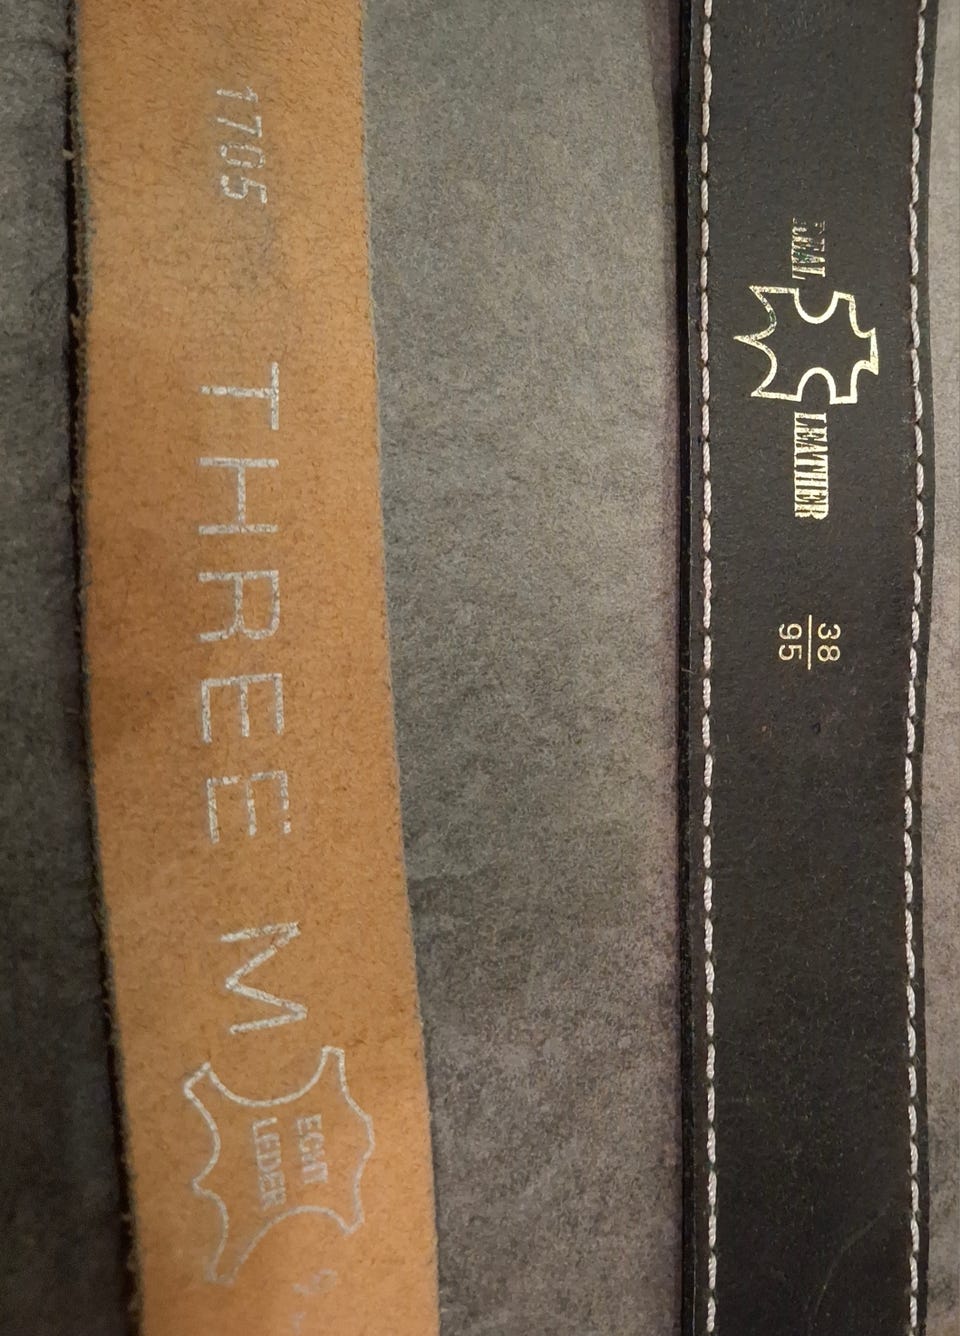 1705
THREE M
ECHT
LEDER
REAL LEATHER
38
95